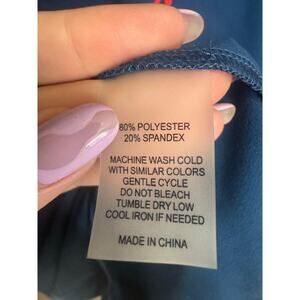 80% POLYESTER
20% SPANDEX
MACHINE WASH COLD
WITH SIMILAR COLORS
GENTLE CYCLE
DO NOT BLEACH
TUMBLE DRY LOW
COOL IRON IF NEEDED
MADE IN CHINA